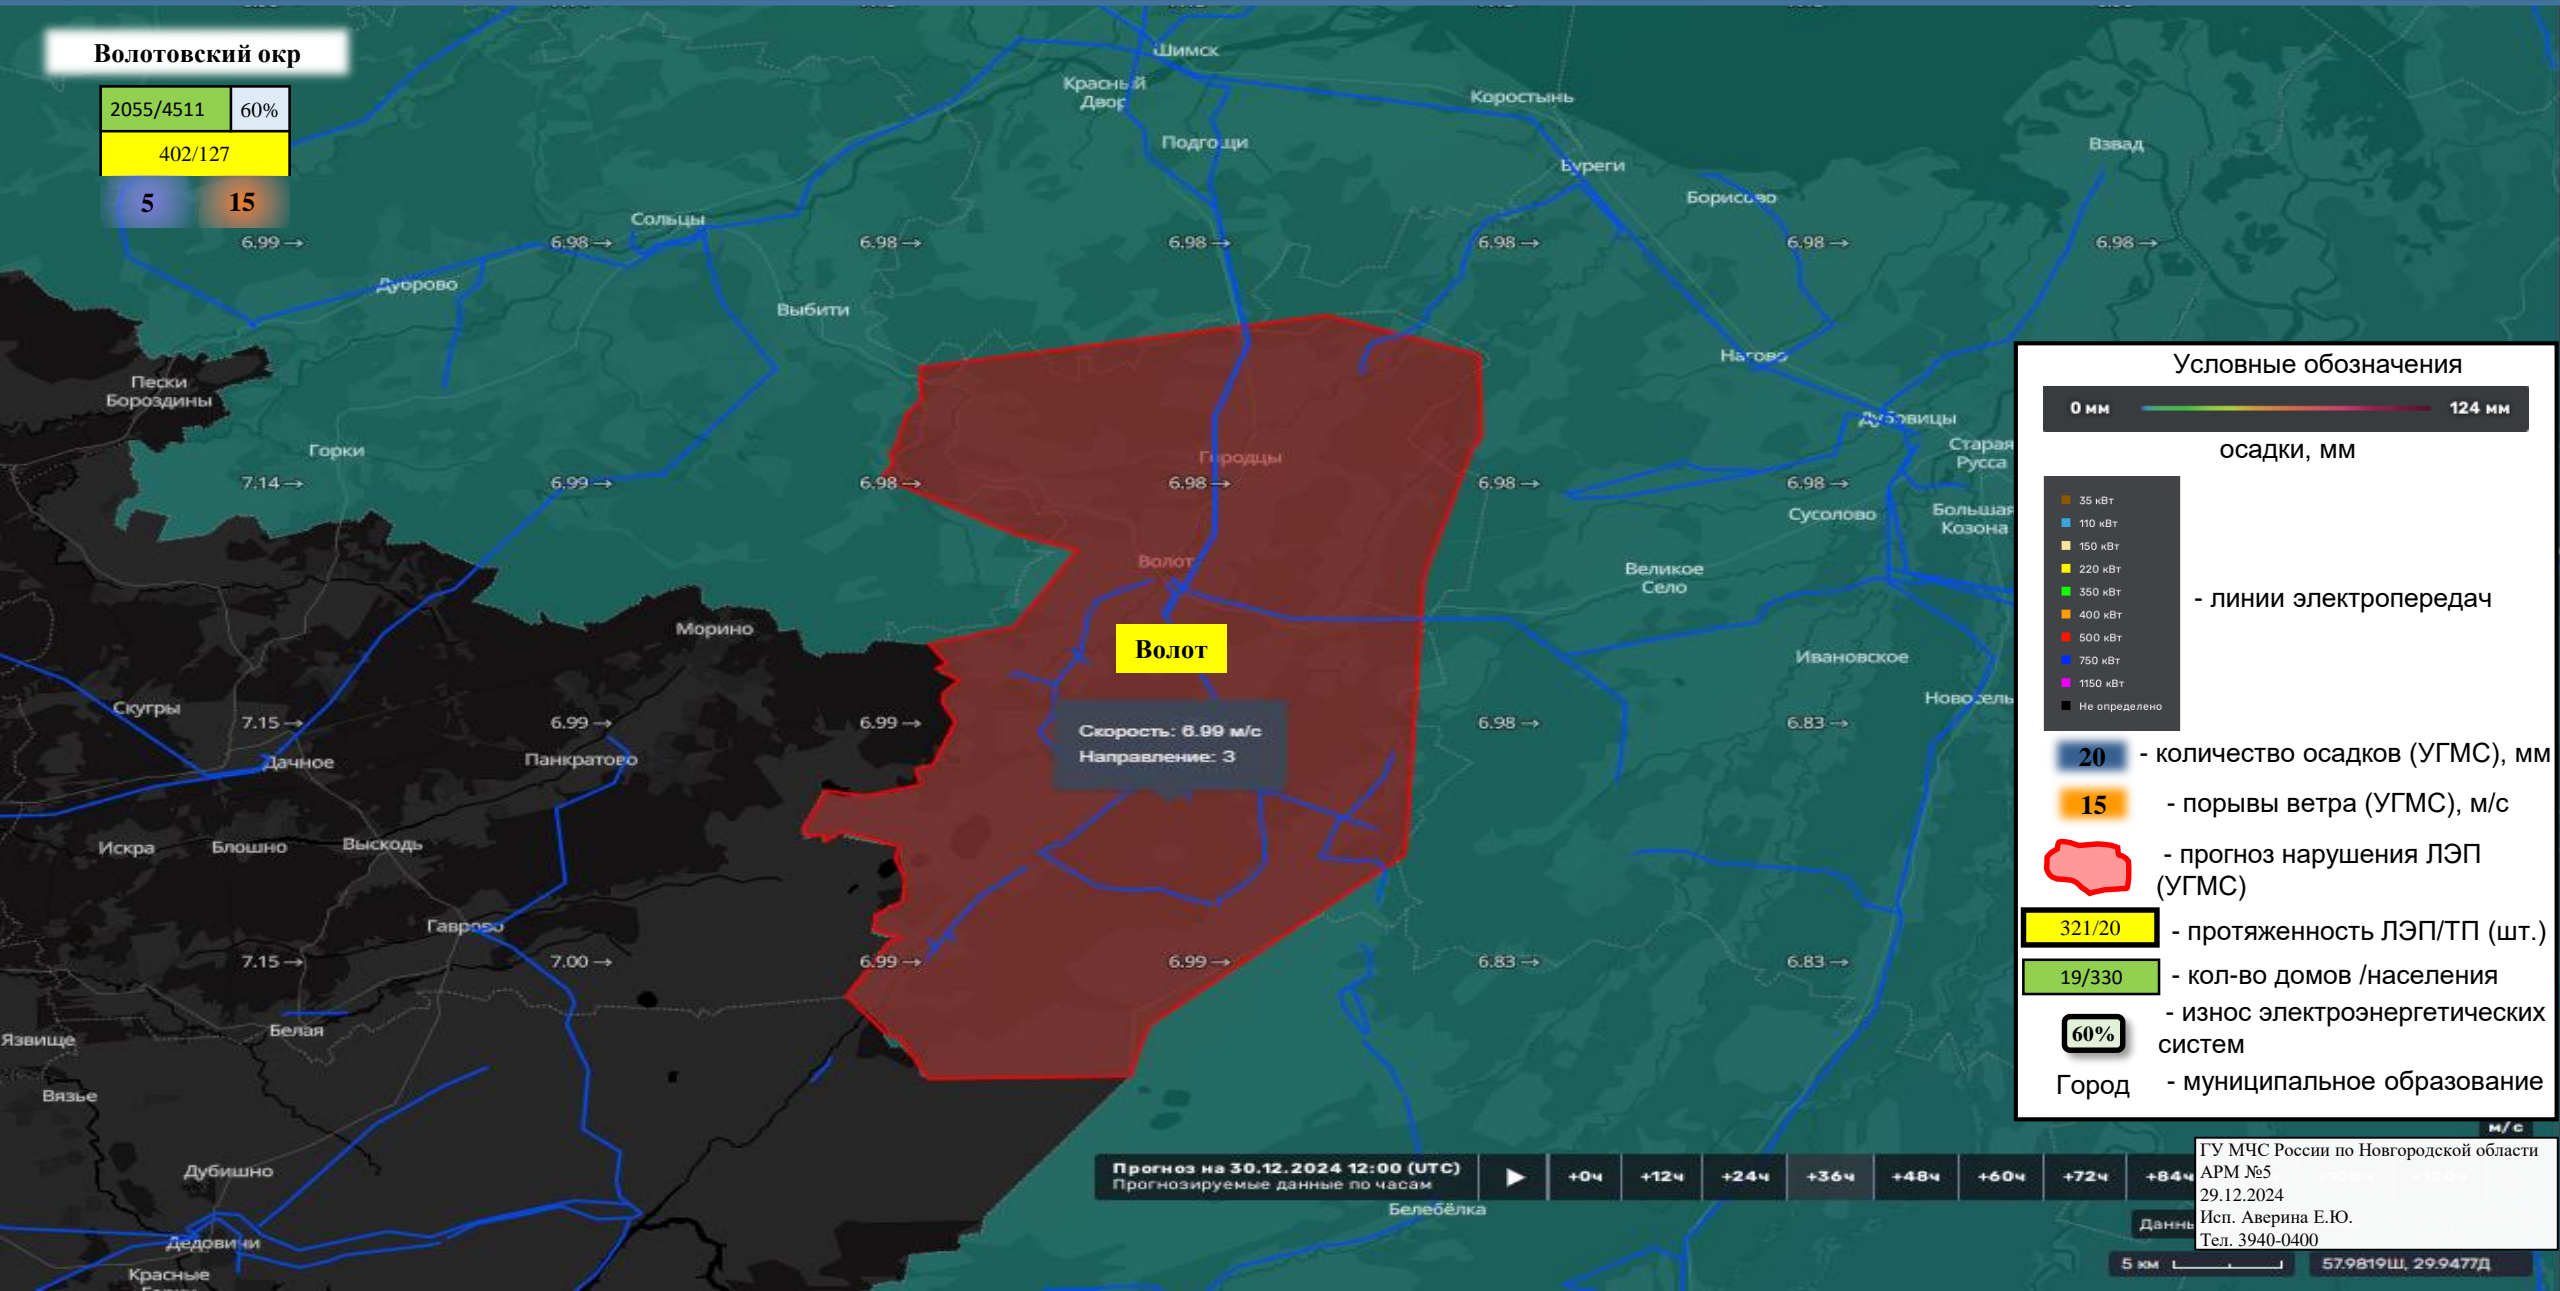 Волотовский окр
2055/4511 60%
402/127
5 15
Шимск
Красный
Двор
Коростынь
Подгощи
Взвад
Буреги
Борисово
Сольцы
6.99 → 6.98 → 6.98 → 6.98 → 6.98 → 6.98 → 6.98 →
Дуброво
Выбити
Нагово
Пески
Бороздины
Дубовицы
Старая
Русса
Горки
Городцы
7.14 → 6.99 → 6.98 → 6.98 → 6.98 → 6.98 →
Сусолово
Большая
Козона
Волот
Великое
Село
Морино
Волот
Ивановское
Скугры
7.15 → 6.99 → 6.99 → 6.98 → 6.83 →
Скорость: 6.99 м/с
Направление: З
Дачное
Панкратово
Искра
Блошно
Выскодь
Гаврово
7.15 → 7.00 → 6.99 → 6.99 → 6.83 → 6.83 →
Белая
Язвище
Вязье
Дубишно
Дедовичи
Красные
Белебёлка
Условные обозначения
0 мм 124 мм
осадки, мм
35 кВт
110 кВт
150 кВт
220 кВт
350 кВт
400 кВт
500 кВт
750 кВт
1150 кВт
Не определено
- линии электропередач
20 - количество осадков (УГМС), мм
15 - порывы ветра (УГМС), м/с
- прогноз нарушения ЛЭП
(УГМС)
321/20 - протяженность ЛЭП/ТП (шт.)
19/330 - кол-во домов /населения
60% - износ электроэнергетических
систем
Город - муниципальное образование
м/с
Прогноз на 30.12.2024 12:00 (UTC)
Прогнозируемые данные по часам
+0ч +12ч +24ч +36ч +48ч +60ч +72ч +84ч
ГУ МЧС России по Новгородской области
АРМ №5
29.12.2024
Исп. Аверина Е.Ю.
Тел. 3940-0400
5 км
57.9819Ш, 29.9477Д